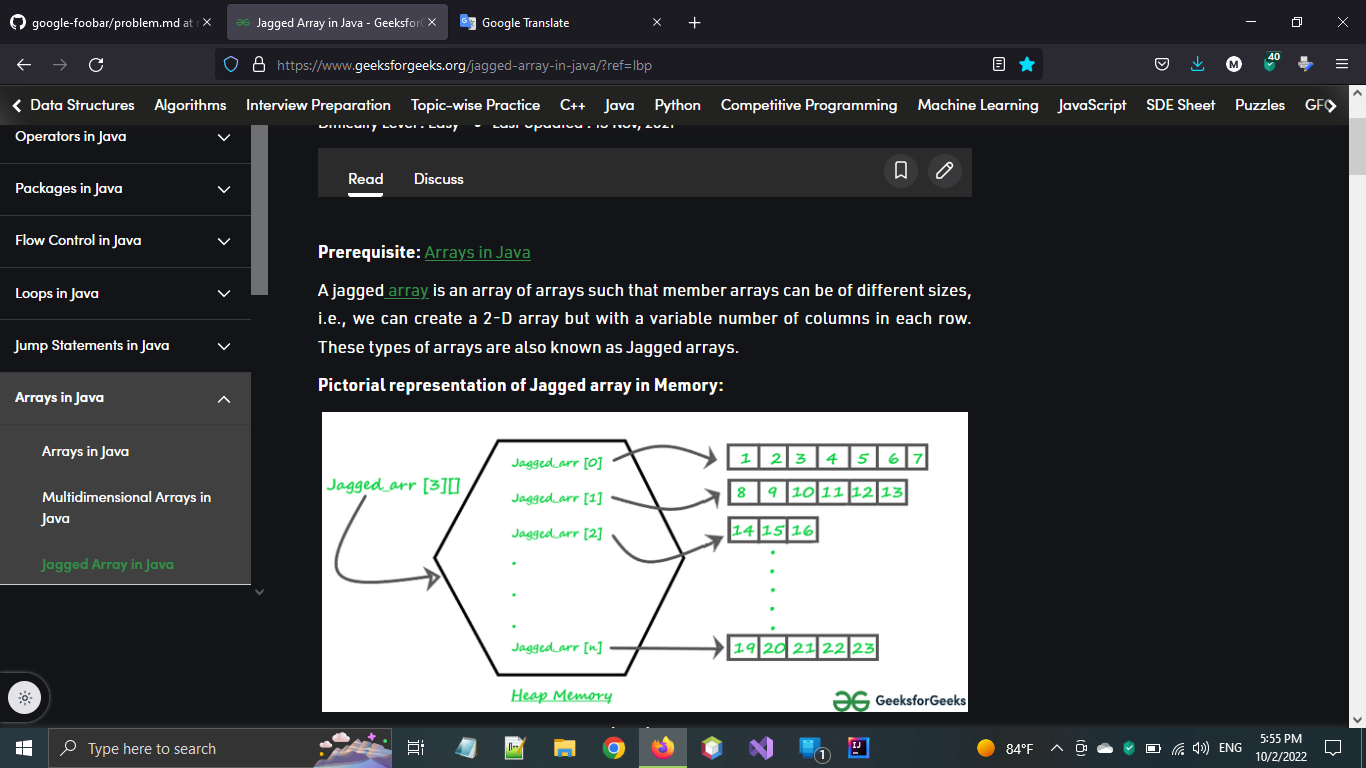 google-foobar/problem.md at
Jagged Array in Java - GeeksforG
Google Translate
https://www.geeksforgeeks.org/jagged-array-in-java/?ref=lbp
M
40
Data Structures Algorithms Interview Preparation Topic-wise Practice C++ Java Python Competitive Programming Machine Learning JavaScript SDE Sheet Puzzles GFG
Operators in Java
Packages in Java
Flow Control in Java
Loops in Java
Jump Statements in Java
Arrays in Java
Arrays in Java
Multidimensional Arrays in
Java
Jagged Array in Java
Difficulty Level : Easy • Last Updated : 15 Nov, 2021
Read Discuss
Prerequisite: Arrays in Java
A jagged array is an array of arrays such that member arrays can be of different sizes,
i.e., we can create a 2-D array but with a variable number of columns in each row.
These types of arrays are also known as Jagged arrays.
Pictorial representation of Jagged array in Memory:
Jagged_arr [3][]
Jagged_arr [0] 1 2 3 4 5 6 7
Jagged_arr [1] 8 9 10 11 12 13
Jagged_arr [2] 14 15 16
Jagged_arr [n] 19 20 21 22 23
Heap Memory
GeeksforGeeks
Type here to search
1
84°F
ENG
5:55 PM
10/2/2022